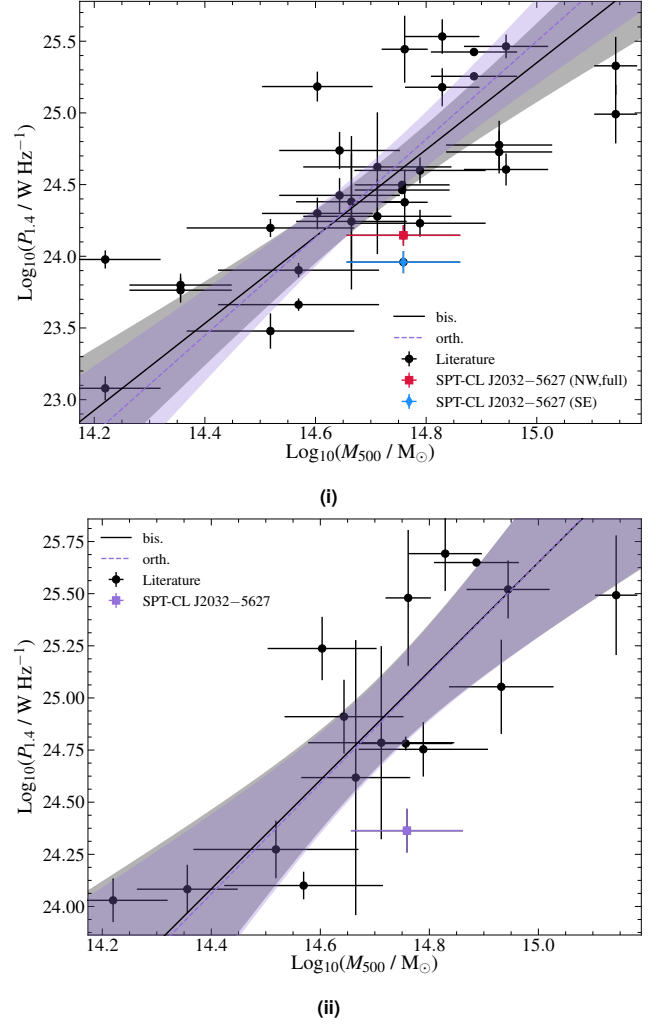 25.5
25.0
24.5
24.0
23.5
23.0
Log₁₀(P₁.₄ / W Hz⁻¹)
bis.
orth.
Literature
SPT-CL J2032−5627 (NW,full)
SPT-CL J2032−5627 (SE)
14.2 14.4 14.6 14.8 15.0
Log₁₀(M₅₀₀ / M☉)
(i)
bis.
orth.
Literature
SPT-CL J2032−5627
25.75
25.50
25.25
25.00
24.75
24.50
24.25
24.00
Log₁₀(P₁.₄ / W Hz⁻¹)
14.2 14.4 14.6 14.8 15.0
Log₁₀(M₅₀₀ / M☉)
(ii)